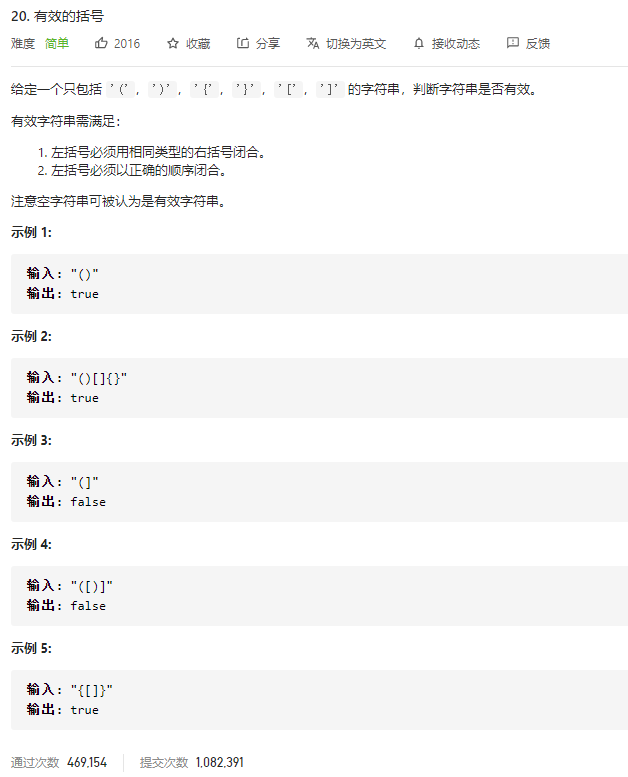 20. 有效的括号
难度 简单 2016 收藏 分享 切换为英文 接收动态 反馈
给定一个只包括 '(', ')', '{', '}', '[', ']' 的字符串，判断字符串是否有效。
有效字符串需满足：
1. 左括号必须用相同类型的右括号闭合。
2. 左括号必须以正确的顺序闭合。
注意空字符串可被认为是有效字符串。
示例 1:
输入: "()"
输出: true
示例 2:
输入: "()[]{}"
输出: true
示例 3:
输入: "(]"
输出: false
示例 4:
输入: "([)]"
输出: false
示例 5:
输入: "{[]}"
输出: true
通过次数 469,154 提交次数 1,082,391